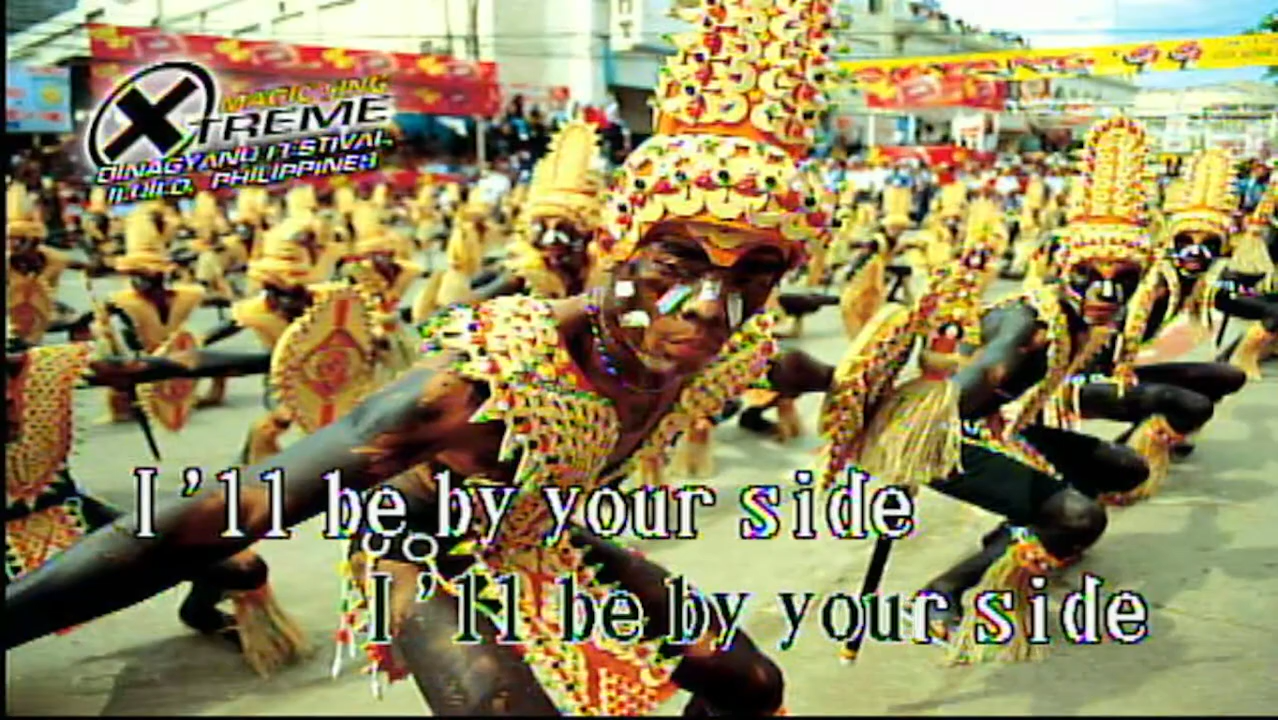 MAGIC SING
XTREME
DINAGYANG FESTIVAL
ILOILO, PHILIPPINES
I'll be by your side
I'll be by your side